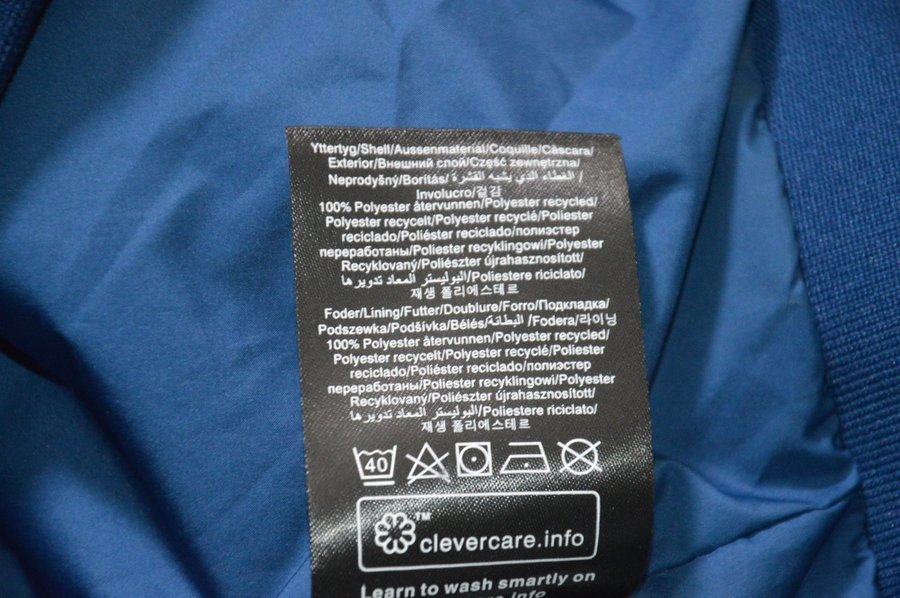 Yttertyg/Shell/Aussenmaterial/Coquille/Càscara/
Exterior/Внешний слой/Część zewnętrzna/
Neprodyšný/Borítás/ الغطاء الذي يشبه القشرة /
Involucro/겉감
100% Polyester återvunnen/Polyester recycled/
Polyester recycelt/Polyester recyclé/Poliester
reciclado/Poliéster reciclado/полиэстер
переработаны/Poliester recyklingowi/Polyester
Recyklovaný/Poliészter újrahasznosított/
البوليستر المعاد تدويرها/Poliestere riciclato/
재생 폴리에스테르
Foder/Lining/Futter/Doublure/Forro/Подкладка/
Podszewka/Podšívka/Bélés/البطانة /Fodera/라이닝
100% Polyester återvunnen/Polyester recycled/
Polyester recycelt/Polyester recyclé/Poliester
reciclado/Poliéster reciclado/полиэстер
переработаны/Poliester recyklingowi/Polyester
Recyklovaný/Poliészter újrahasznosított/
البوليستر المعاد تدويرها/Poliestere riciclato/
재생 폴리에스테르
40
TM clevercare.info
Learn to wash smartly on